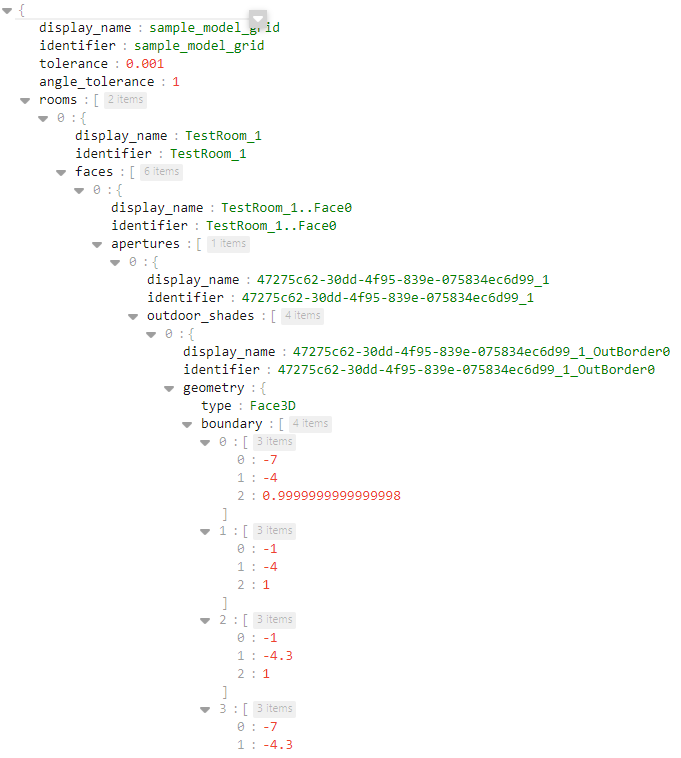 {
display_name : sample_model_grid
identifier : sample_model_grid
tolerance : 0.001
angle_tolerance : 1
rooms : [ 2 items
0 : {
display_name : TestRoom_1
identifier : TestRoom_1
faces : [ 6 items
0 : {
display_name : TestRoom_1..Face0
identifier : TestRoom_1..Face0
apertures : [ 1 items
0 : {
display_name : 47275c62-30dd-4f95-839e-075834ec6d99_1
identifier : 47275c62-30dd-4f95-839e-075834ec6d99_1
outdoor_shades : [ 4 items
0 : {
display_name : 47275c62-30dd-4f95-839e-075834ec6d99_1_OutBorder0
identifier : 47275c62-30dd-4f95-839e-075834ec6d99_1_OutBorder0
geometry : {
type : Face3D
boundary : [ 4 items
0 : [ 3 items
0 : -7
1 : -4
2 : 0.9999999999999998
]
1 : [ 3 items
0 : -1
1 : -4
2 : 1
]
2 : [ 3 items
0 : -1
1 : -4.3
2 : 1
]
3 : [ 3 items
0 : -7
1 : -4.3